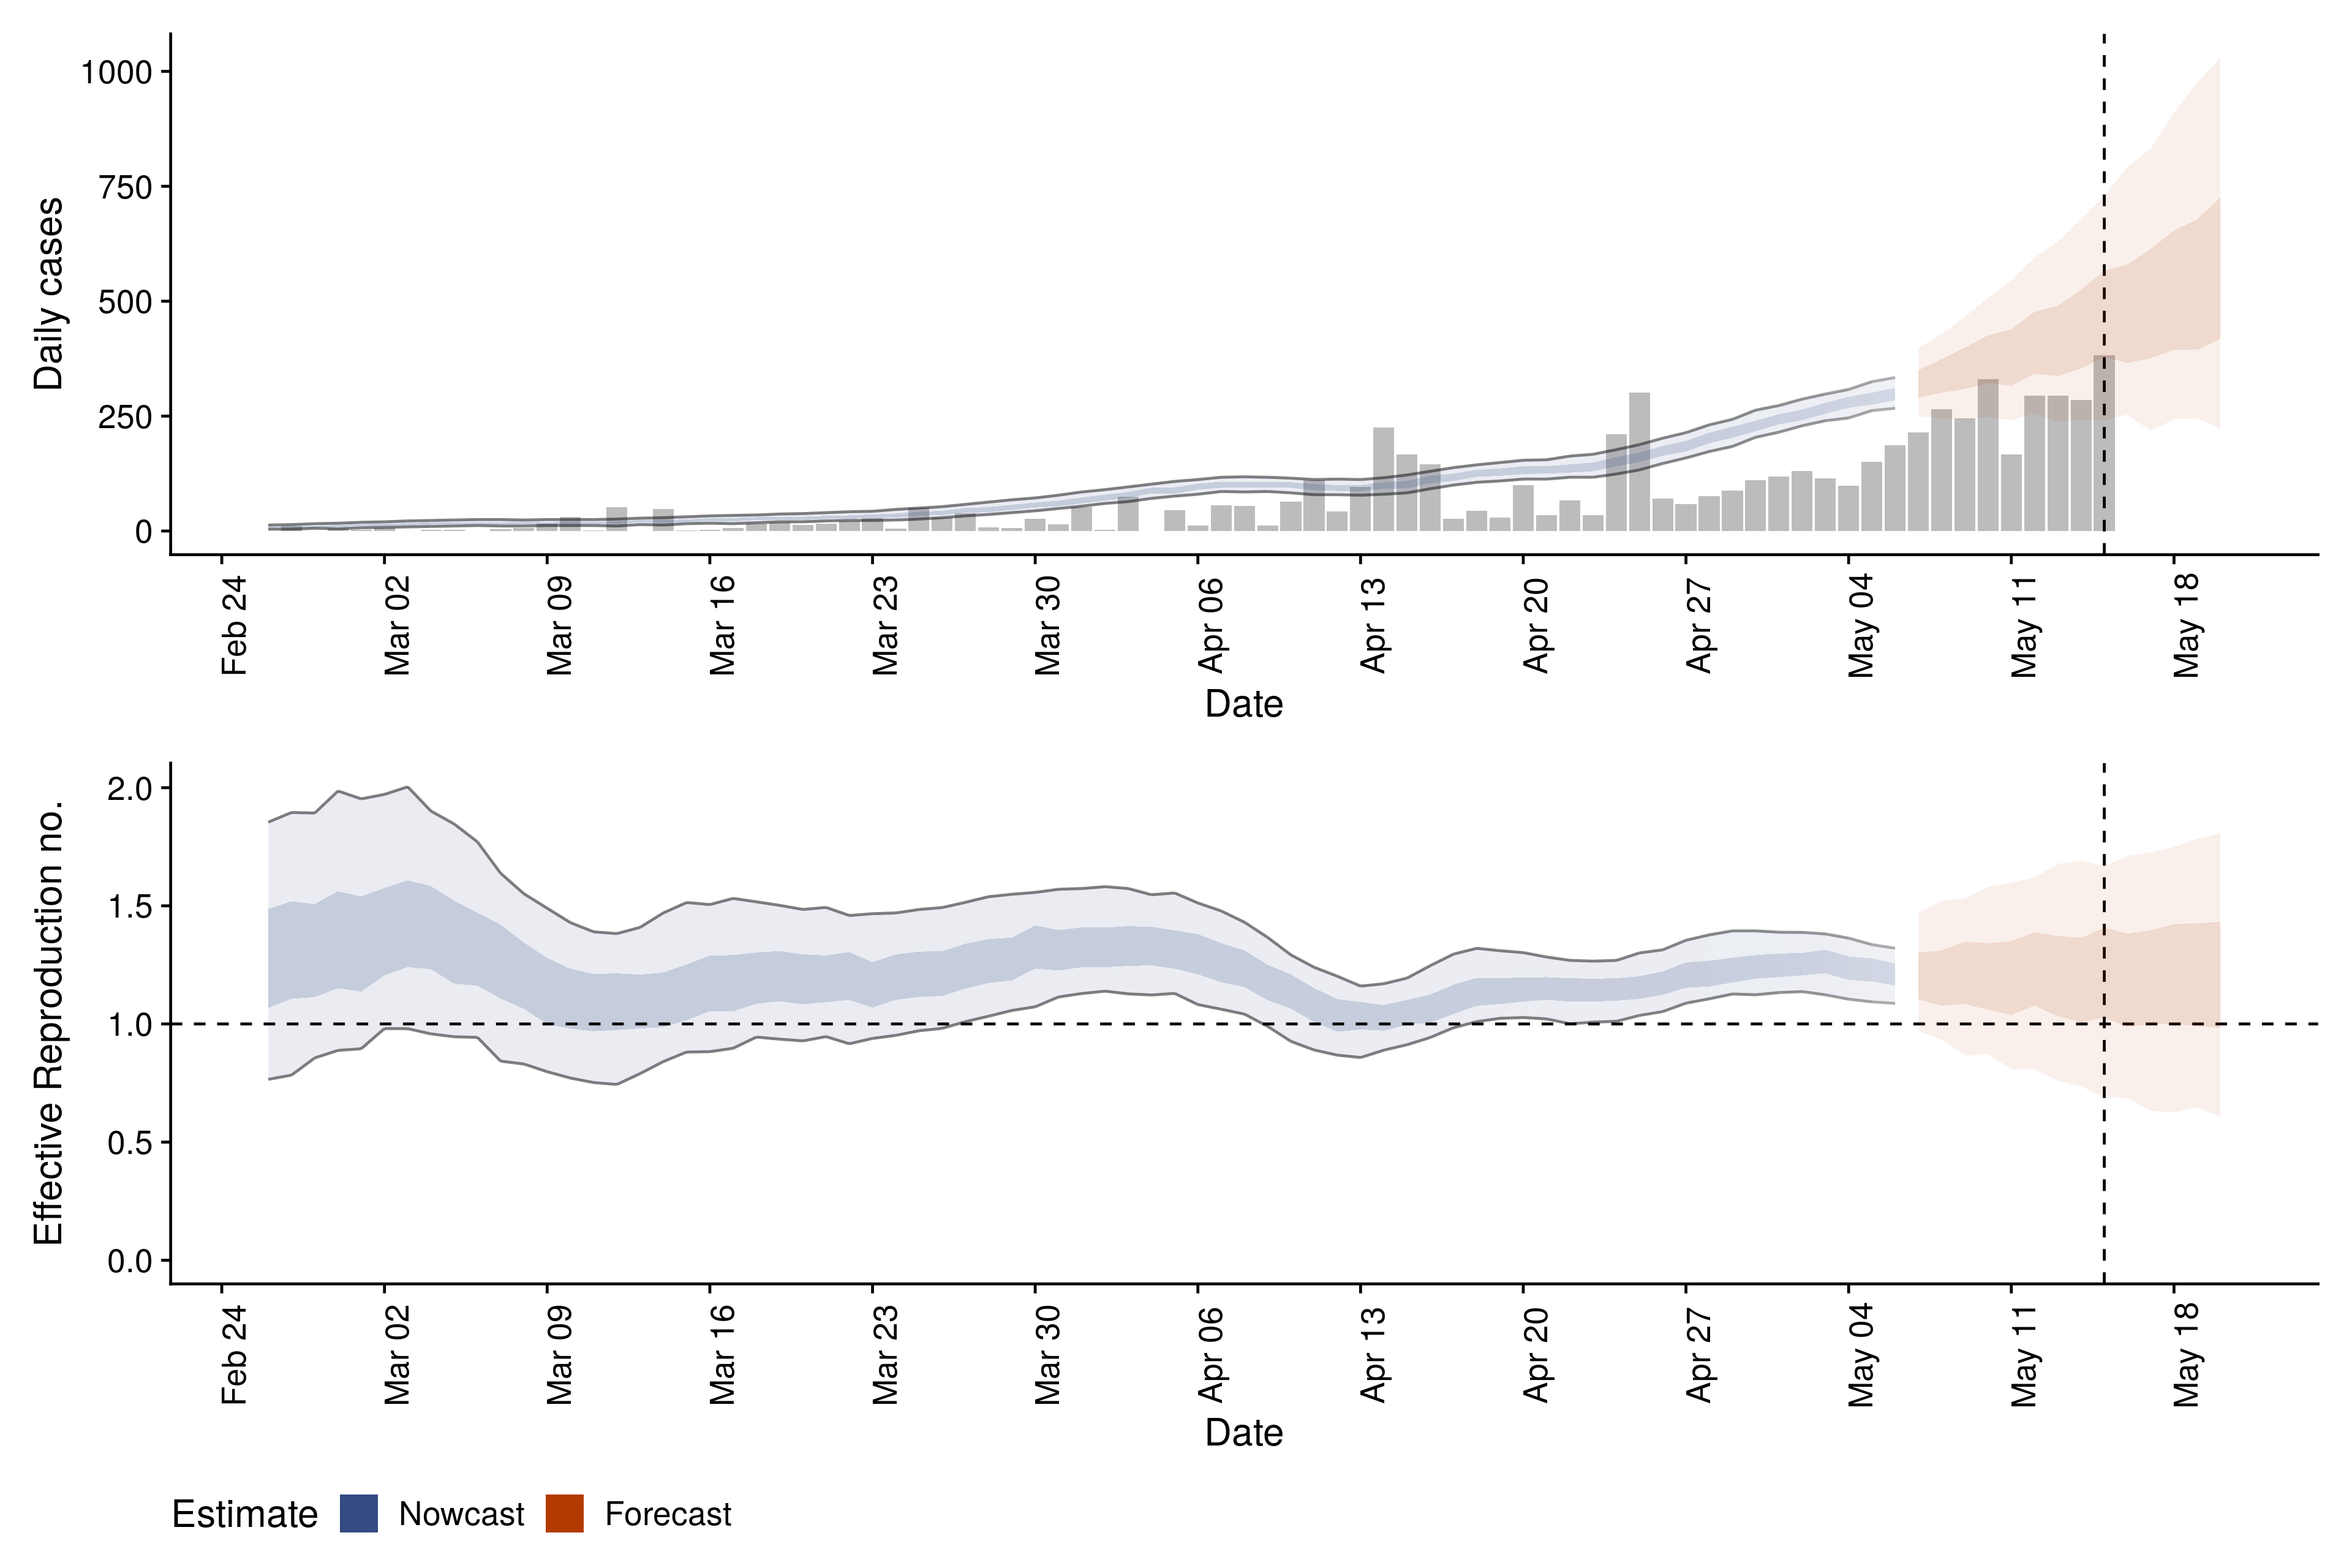 Daily cases
1000
750
500
250
0
Feb 24
Mar 02
Mar 09
Mar 16
Mar 23
Mar 30
Apr 06
Apr 13
Apr 20
Apr 27
May 04
May 11
May 18
Date
Effective Reproduction no.
2.0
1.5
1.0
0.5
0.0
Feb 24
Mar 02
Mar 09
Mar 16
Mar 23
Mar 30
Apr 06
Apr 13
Apr 20
Apr 27
May 04
May 11
May 18
Date
Estimate Nowcast Forecast